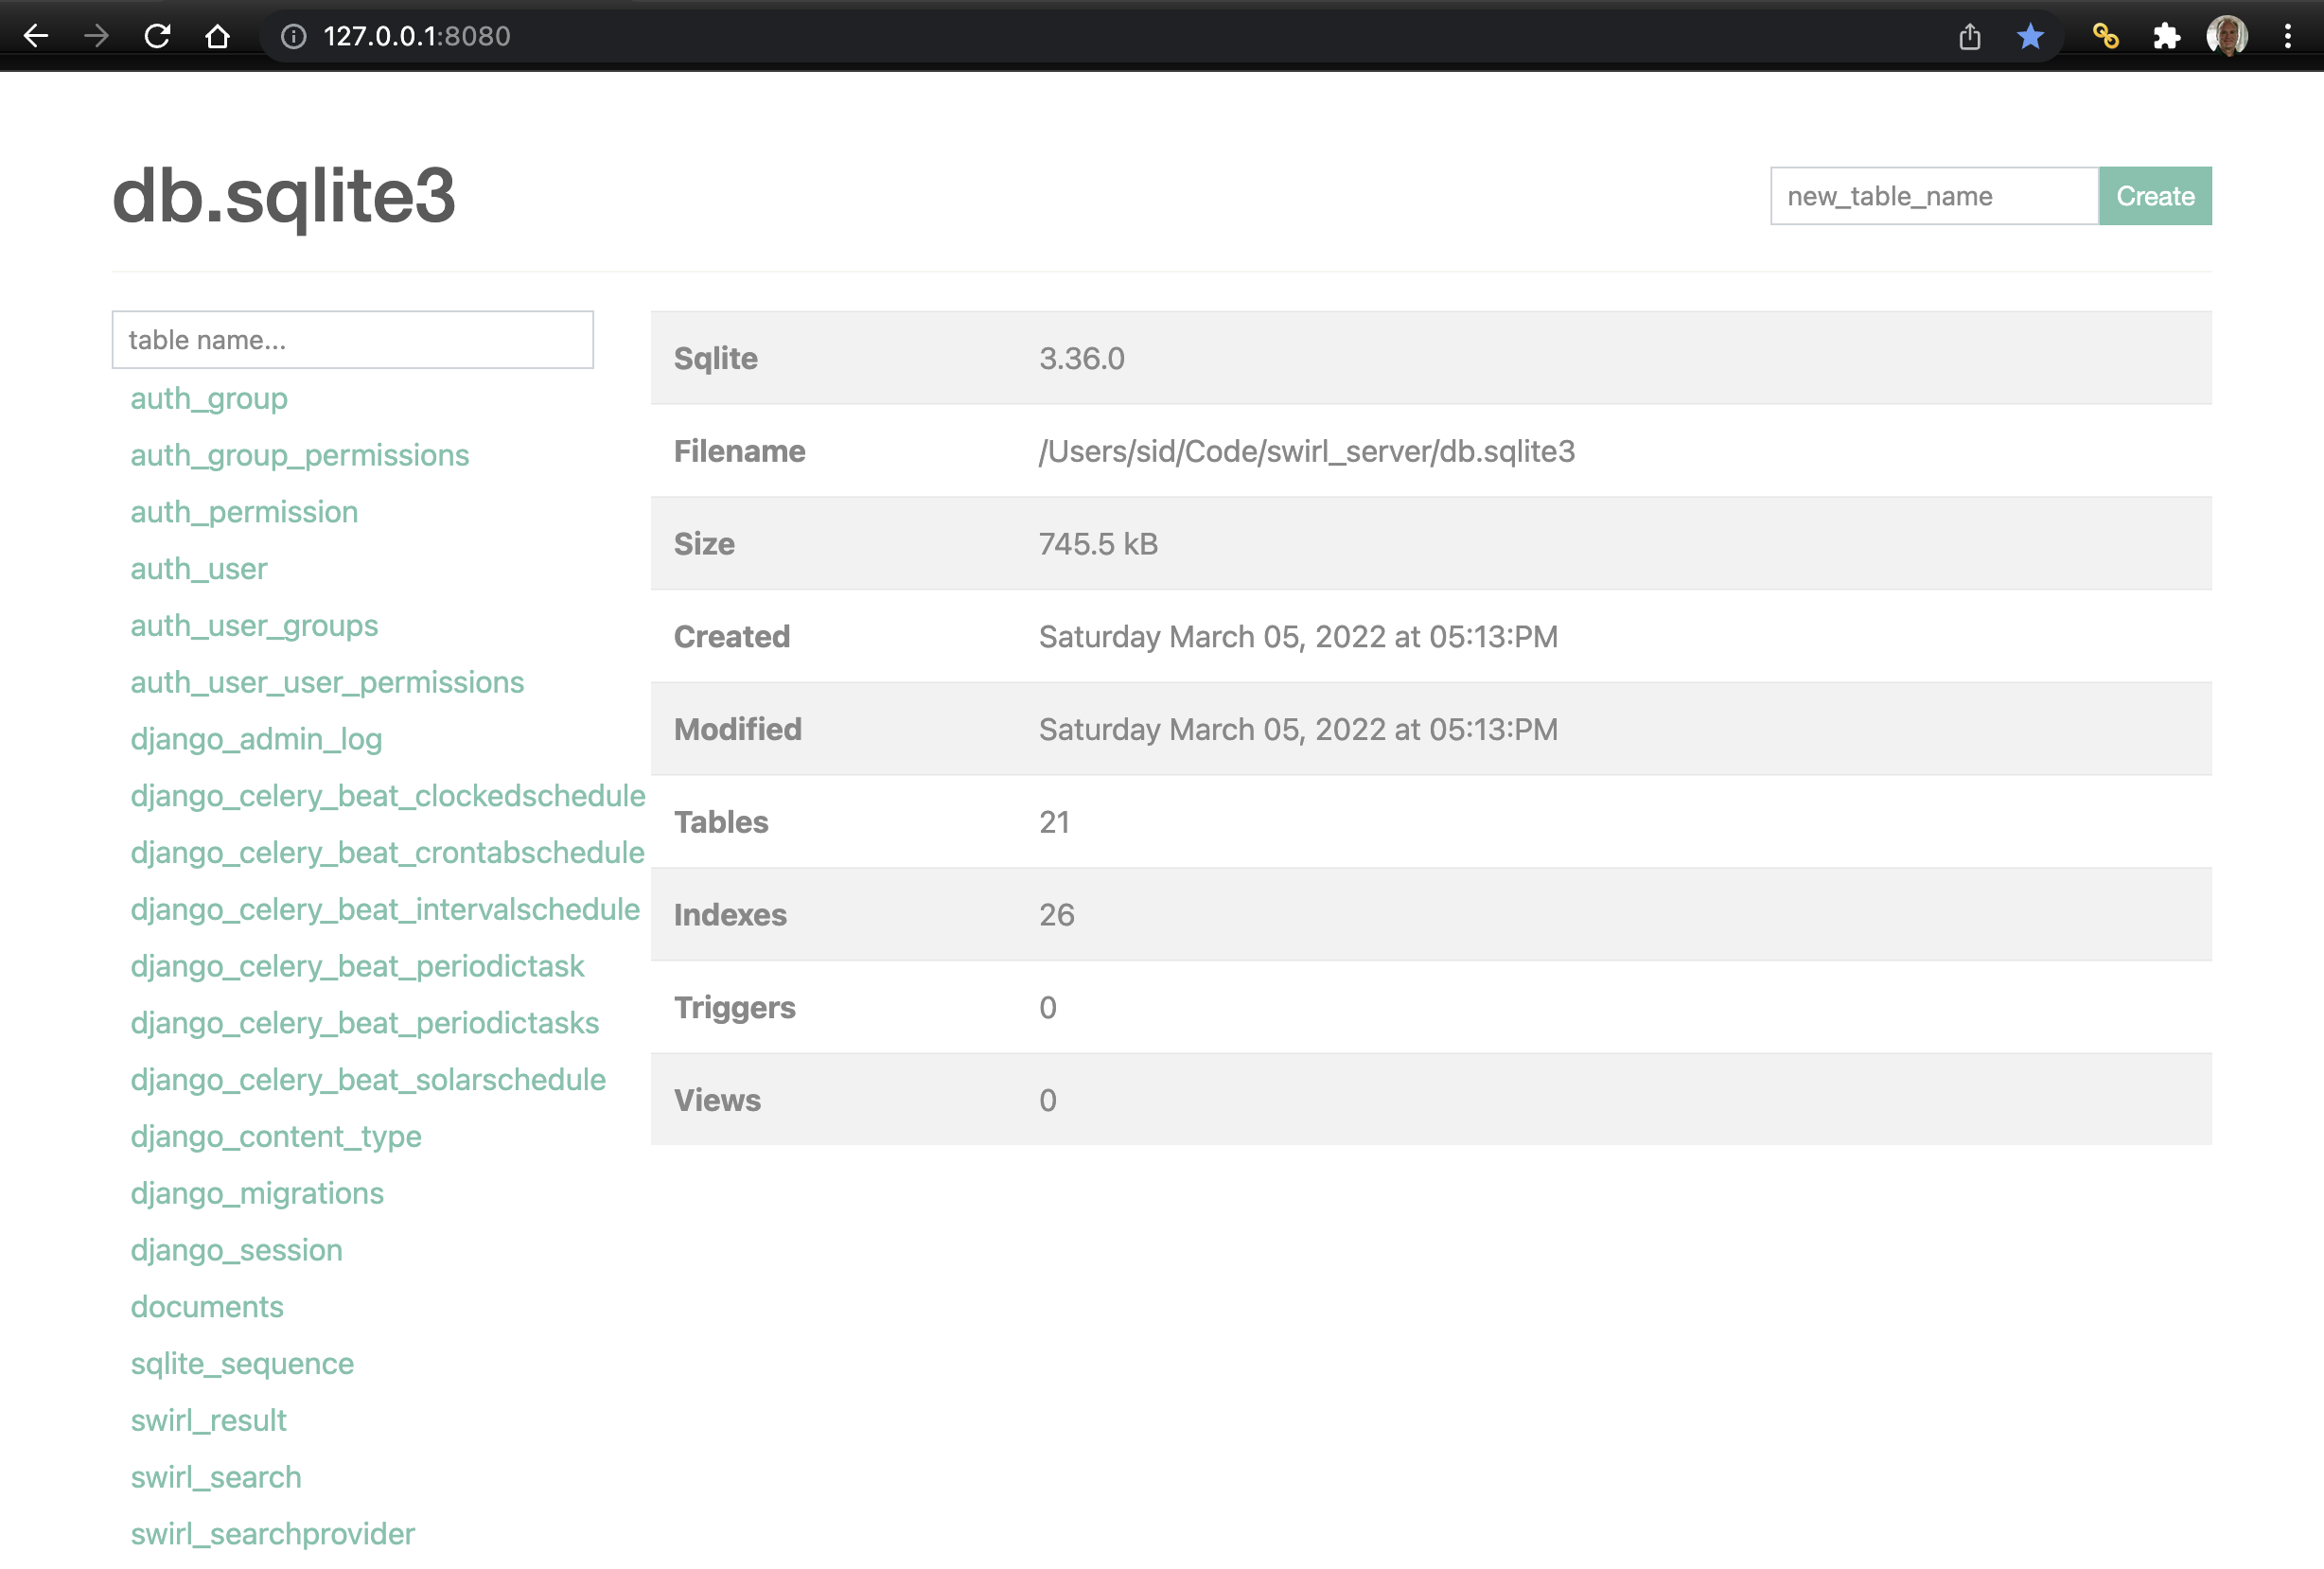 127.0.0.1:8080
db.sqlite3
new_table_name Create
table name...
auth_group
auth_group_permissions
auth_permission
auth_user
auth_user_groups
auth_user_user_permissions
django_admin_log
django_celery_beat_clockedschedule
django_celery_beat_crontabschedule
django_celery_beat_intervalschedule
django_celery_beat_periodictask
django_celery_beat_periodictasks
django_celery_beat_solarschedule
django_content_type
django_migrations
django_session
documents
sqlite_sequence
swirl_result
swirl_search
swirl_searchprovider
Sqlite 3.36.0
Filename /Users/sid/Code/swirl_server/db.sqlite3
Size 745.5 kB
Created Saturday March 05, 2022 at 05:13:PM
Modified Saturday March 05, 2022 at 05:13:PM
Tables 21
Indexes 26
Triggers 0
Views 0